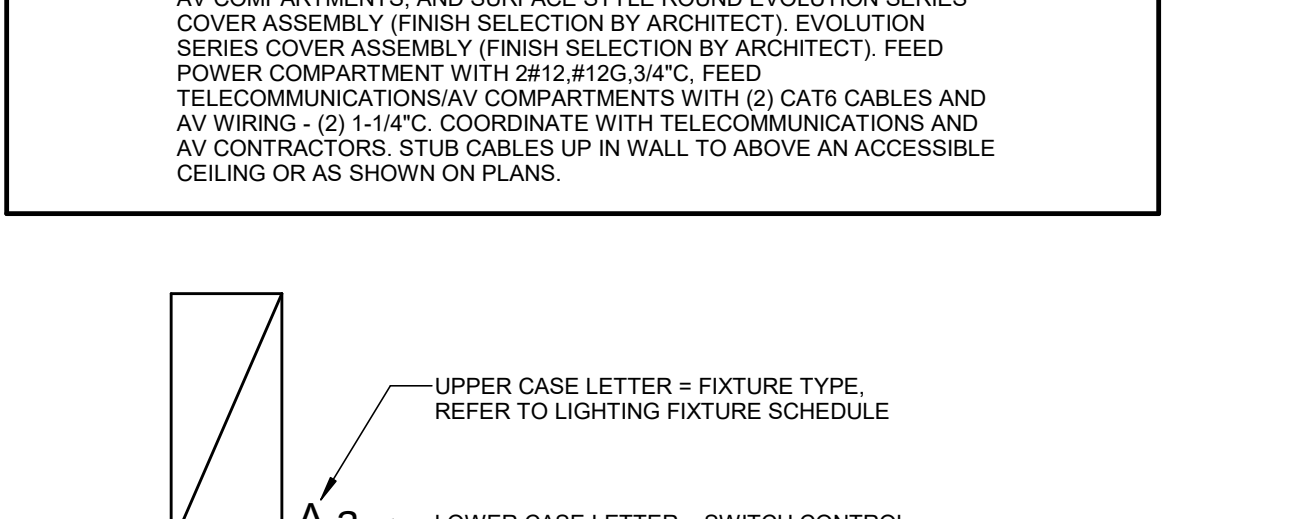 AV COMPARTMENTS, AND SURFACE STYLE ROUND EVOLUTION SERIES
COVER ASSEMBLY (FINISH SELECTION BY ARCHITECT). EVOLUTION
SERIES COVER ASSEMBLY (FINISH SELECTION BY ARCHITECT). FEED
POWER COMPARTMENT WITH 2#12,#12G,3/4"C, FEED
TELECOMMUNICATIONS/AV COMPARTMENTS WITH (2) CAT6 CABLES AND
AV WIRING - (2) 1-1/4"C. COORDINATE WITH TELECOMMUNICATIONS AND
AV CONTRACTORS. STUB CABLES UP IN WALL TO ABOVE AN ACCESSIBLE
CEILING OR AS SHOWN ON PLANS.
UPPER CASE LETTER = FIXTURE TYPE,
REFER TO LIGHTING FIXTURE SCHEDULE
A a
LOWER CASE LETTER = SWITCH CONTROL